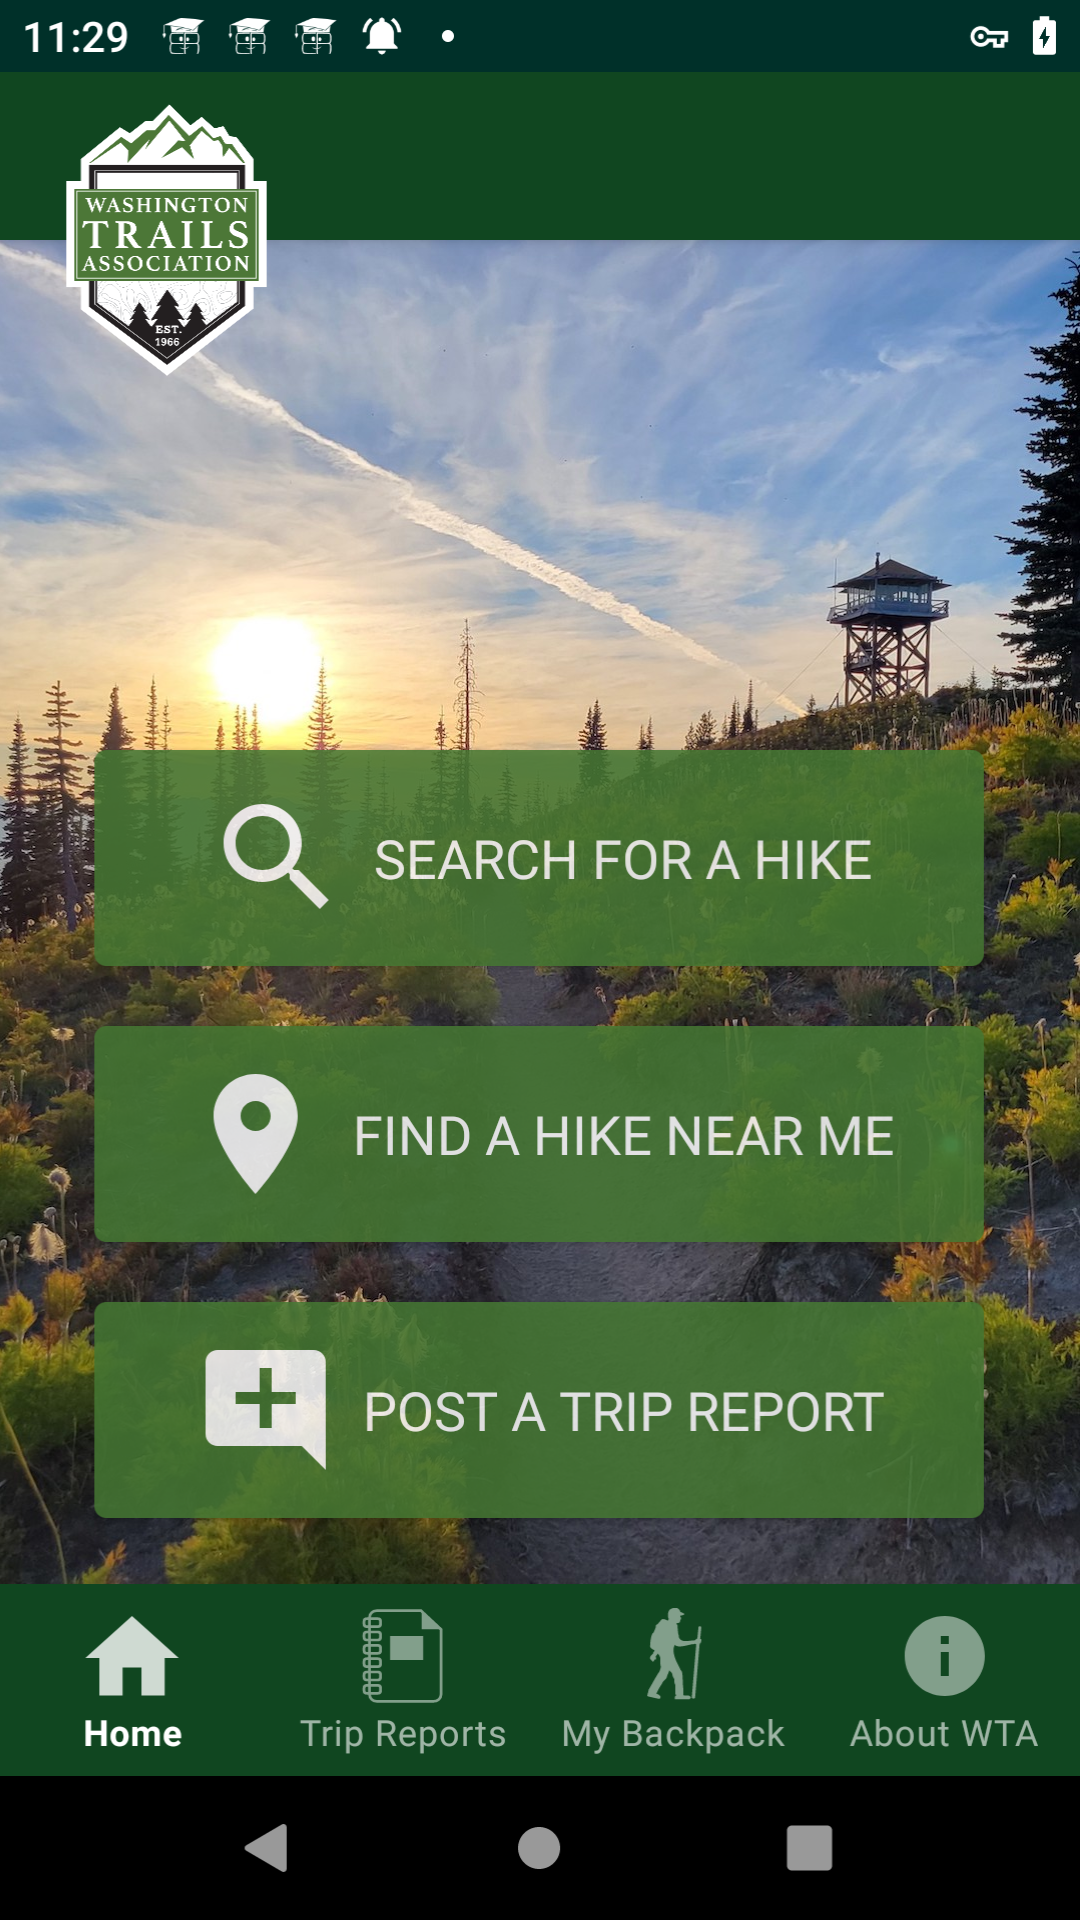 11:29
WASHINGTON
TRAILS
ASSOCIATION
EST.
1966
SEARCH FOR A HIKE
FIND A HIKE NEAR ME
POST A TRIP REPORT
Home
Trip Reports
My Backpack
About WTA